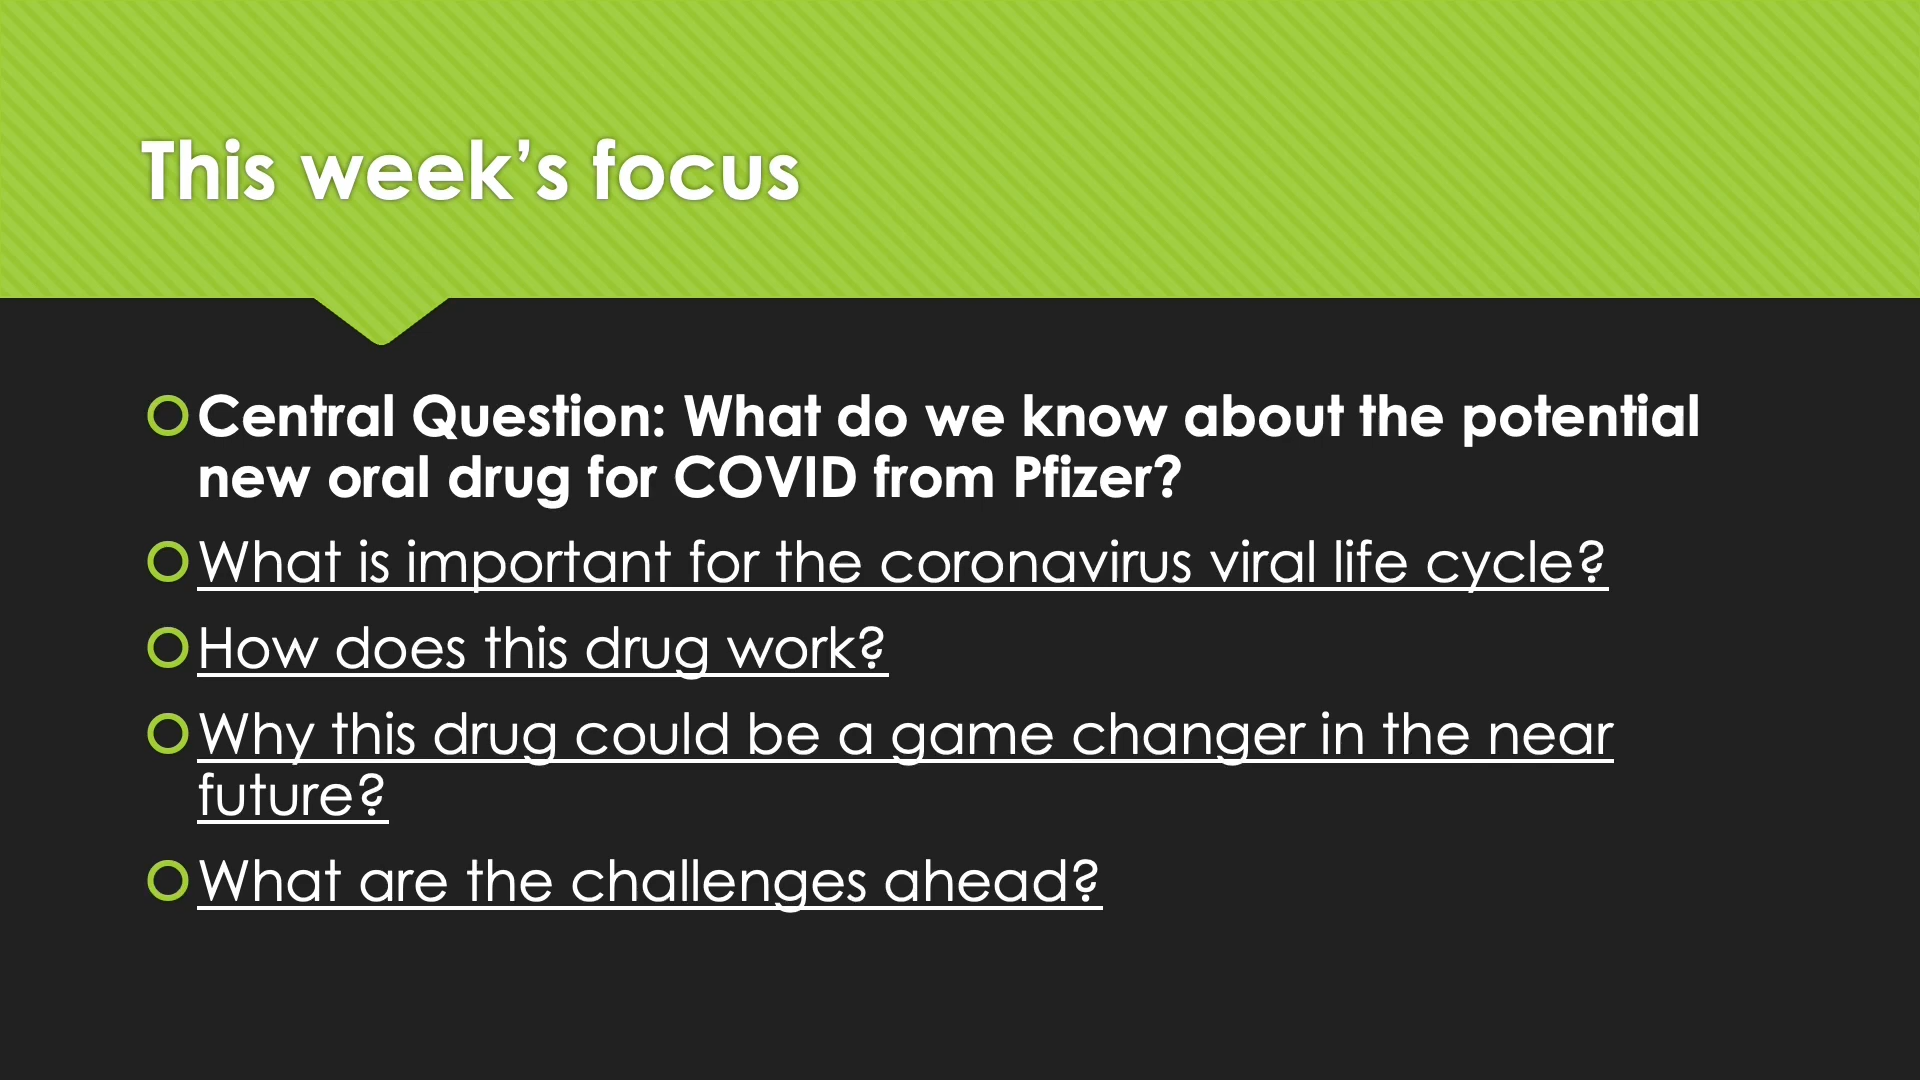 This week’s focus
Central Question: What do we know about the potential
new oral drug for COVID from Pfizer?
What is important for the coronavirus viral life cycle?
How does this drug work?
Why this drug could be a game changer in the near
future?
What are the challenges ahead?